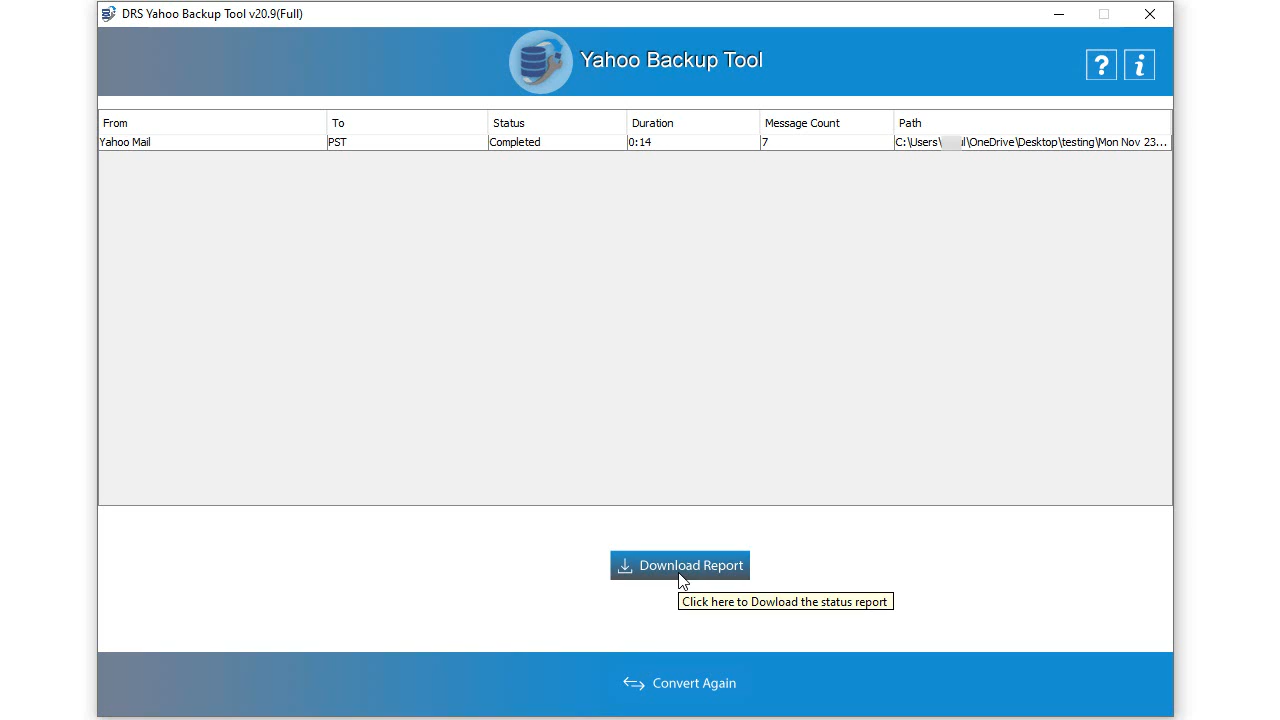 DRS Yahoo Backup Tool v20.9(Full)
Yahoo Backup Tool
? i
From To Status Duration Message Count Path
Yahoo Mail PST Completed 0:14 7 C:\Users\ l\OneDrive\Desktop\testing\Mon Nov 23...
Download Report
Click here to Dowload the status report
Convert Again